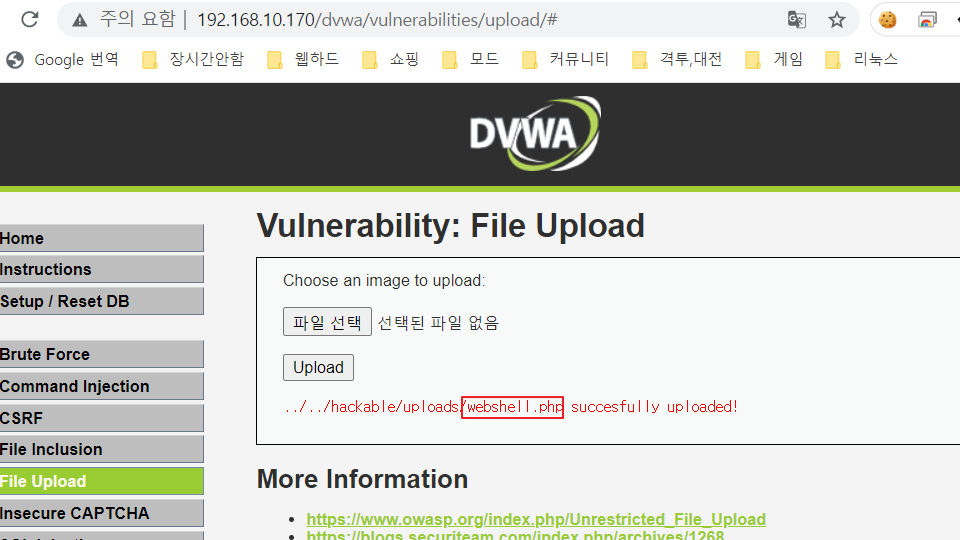 주의 요함 | 192.168.10.170/dvwa/vulnerabilities/upload/#
Google 번역 장시간안함 웹하드 쇼핑 모드 커뮤니티 격투,대전 게임 리눅스
DVWA
Vulnerability: File Upload
Home
Instructions
Setup / Reset DB
Brute Force
Command Injection
CSRF
File Inclusion
File Upload
Insecure CAPTCHA
Choose an image to upload:
파일 선택 선택된 파일 없음
Upload
../../hackable/uploads/webshell.php succesfully uploaded!
More Information
https://www.owasp.org/index.php/Unrestricted_File_Upload
https://blogs.securiteam.com/index.php/archives/1268